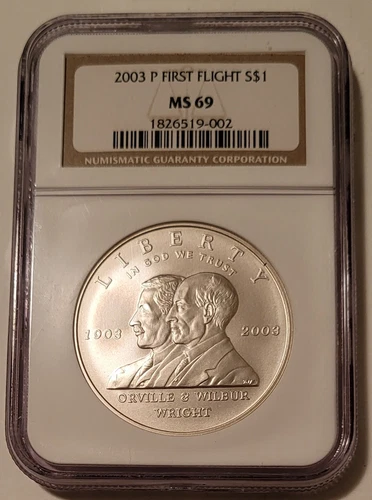 2003 P FIRST FLIGHT S$1
MS 69
1826519-002
NUMISMATIC GUARANTY CORPORATION
LIBERTY
IN GOD WE TRUST
1903 2003
ORVILLE & WILBUR
WRIGHT